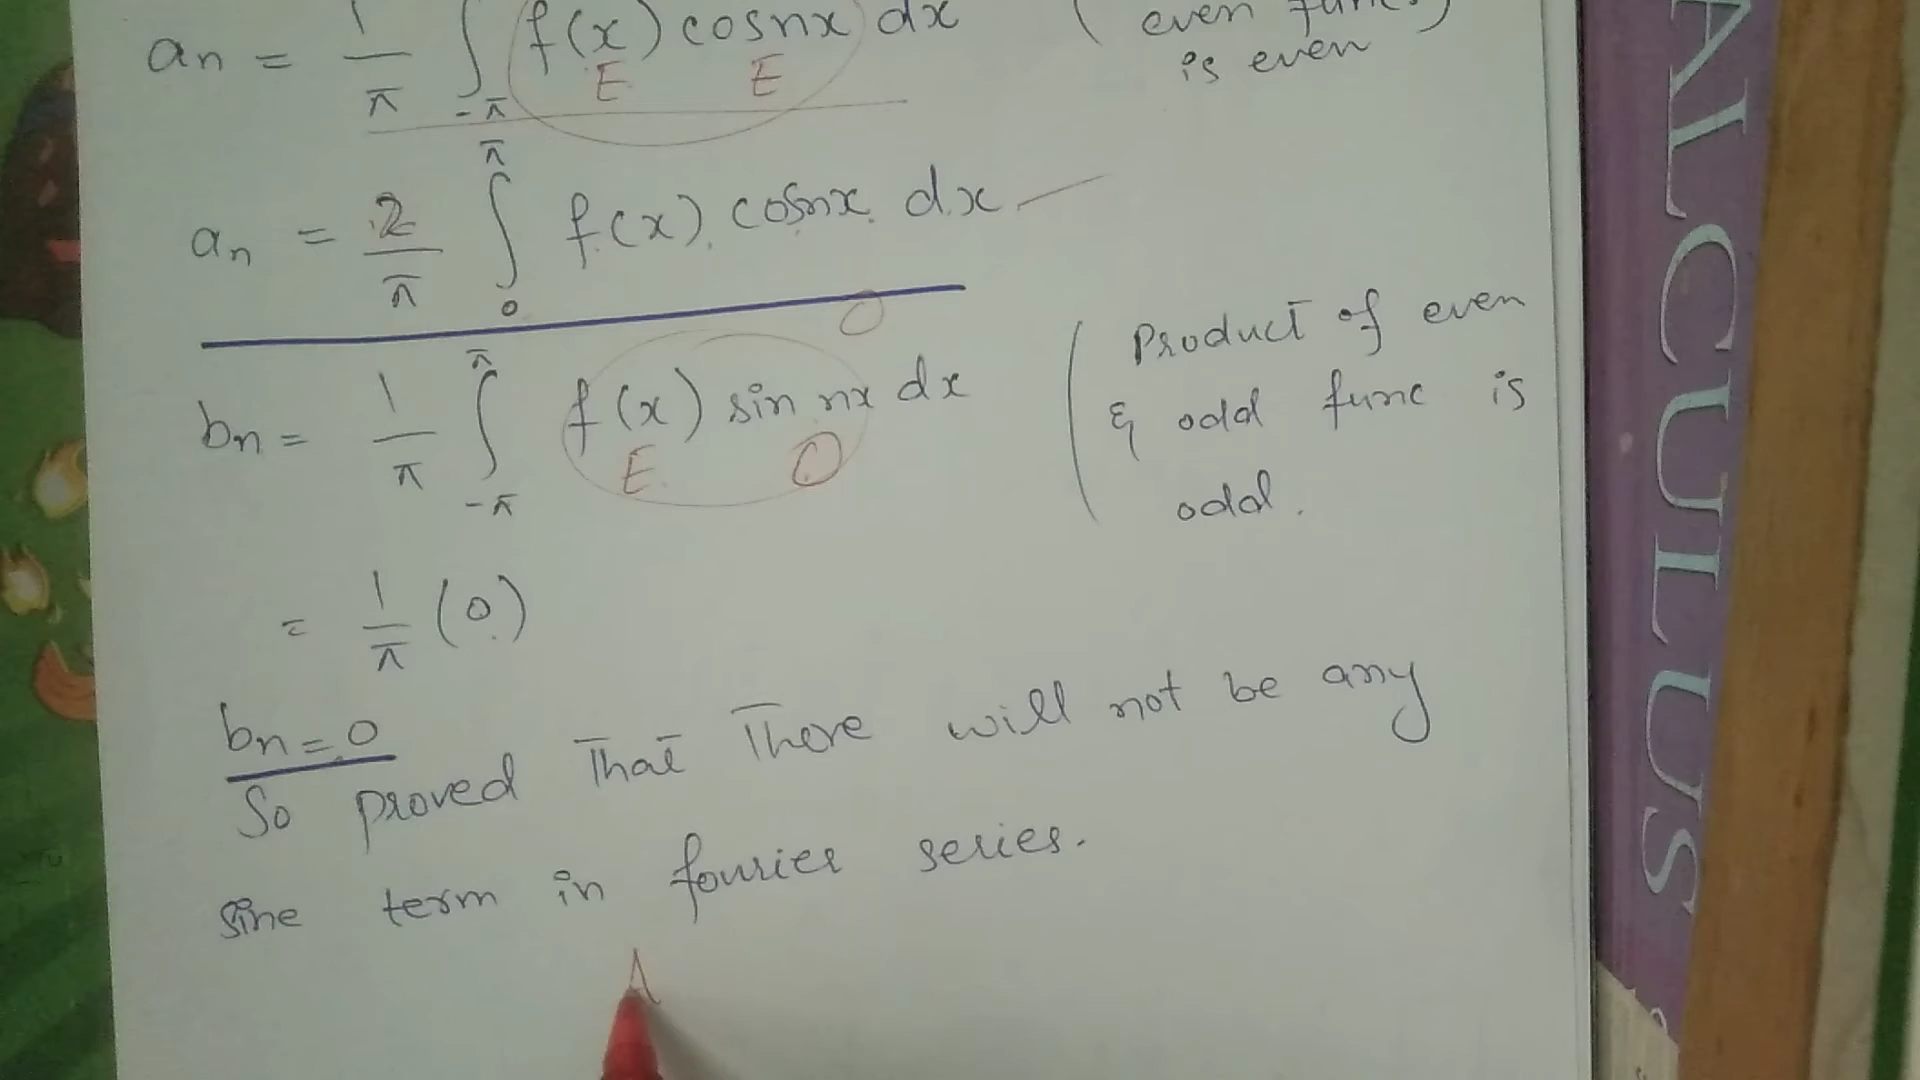 an = 1/π ∫ f(x) cosnx dx ( even func)
-π E E is even
an = 2/π ∫ π 0 f(x) cosnx dx
O
bn = 1/π ∫ π -π f(x) sin nx dx ( Product of even
E O & odd func is
odd.
= 1/π (0)
bn = 0
So proved That There will not be any
sine term in fourier series.
A
ALCULUS